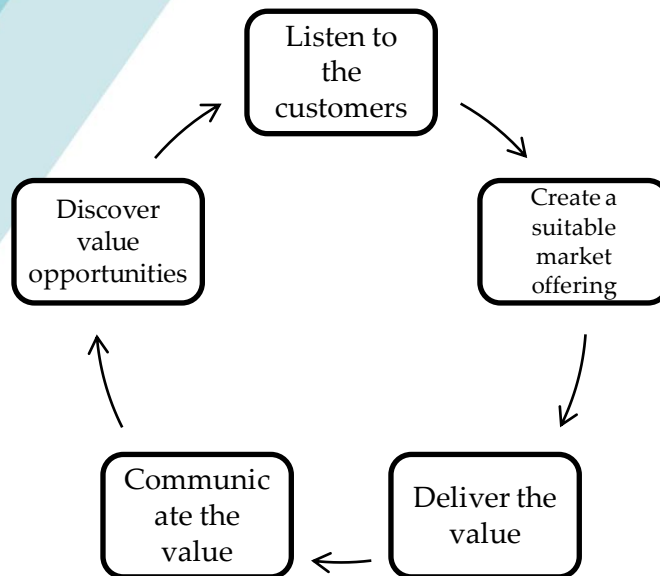 Listen to
the
customers
Create a
suitable
market
offering
Deliver the
value
Communic
ate the
value
Discover
value
opportunities